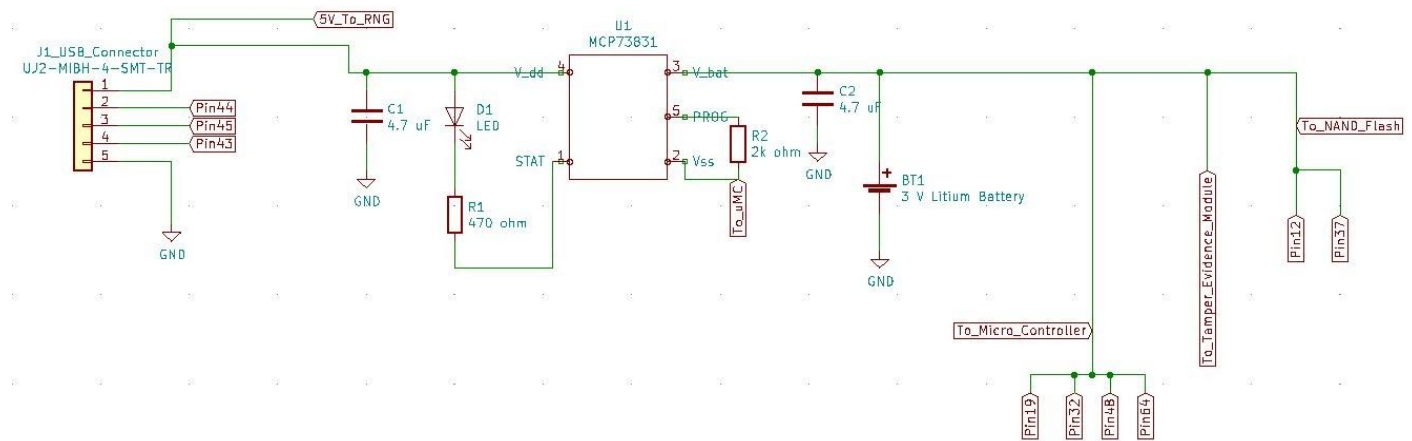 5V_To_RNG
J1_USB_Connector
UJ2-MIBH-4-SMT-TR
1
2
3
4
5
Pin44
Pin45
Pin43
GND
C1
4.7 uF
GND
D1
LED
R1
470 ohm
U1
MCP73831
V_dd
4
STAT
1
3
V_bat
5
PROG
2
Vss
R2
2k ohm
To_uMC
C2
4.7 uF
GND
+
BT1
3 V Litium Battery
GND
To_Micro_Controller
Pin19
Pin32
Pin48
Pin64
To_Tamper_Evidence_Module
To_NAND_Flash
Pin12
Pin37